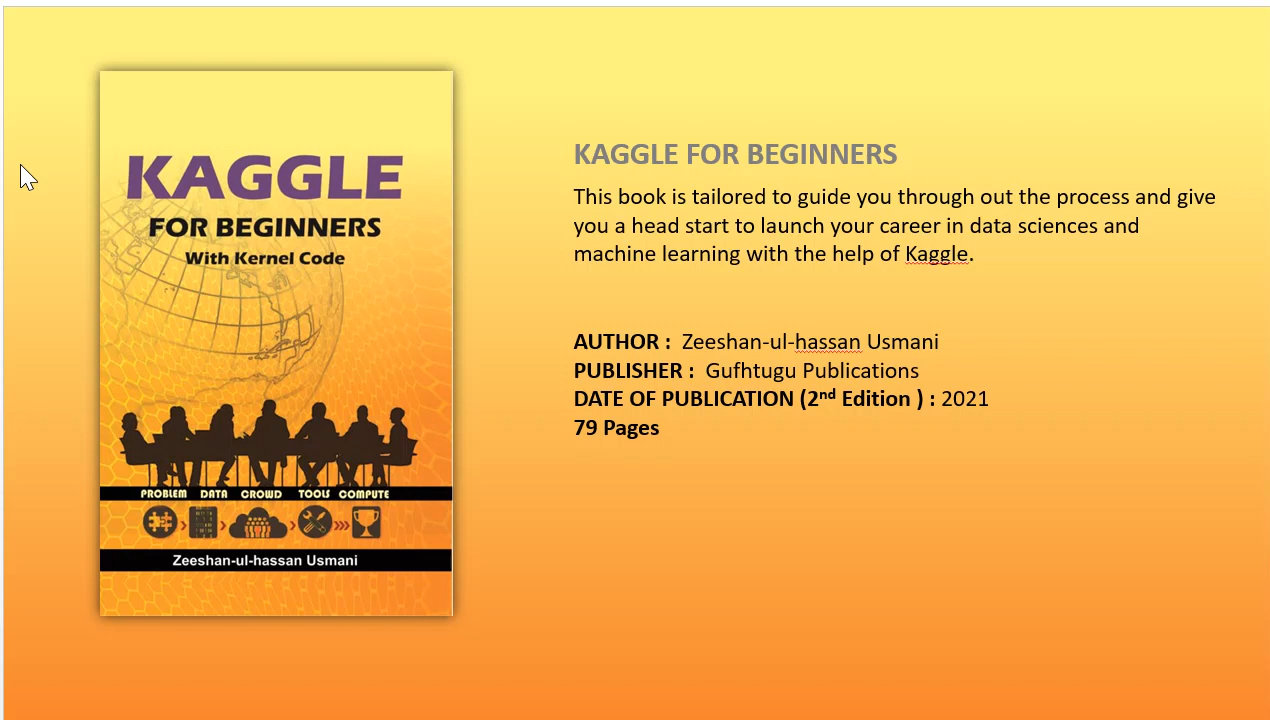 KAGGLE
FOR BEGINNERS
With Kernel Code
PROBLEM DATA CROWD TOOLS COMPUTE
Zeeshan-ul-hassan Usmani
KAGGLE FOR BEGINNERS
This book is tailored to guide you through out the process and give
you a head start to launch your career in data sciences and
machine learning with the help of Kaggle.
AUTHOR : Zeeshan-ul-hassan Usmani
PUBLISHER : Gufhtugu Publications
DATE OF PUBLICATION (2nd Edition ) : 2021
79 Pages